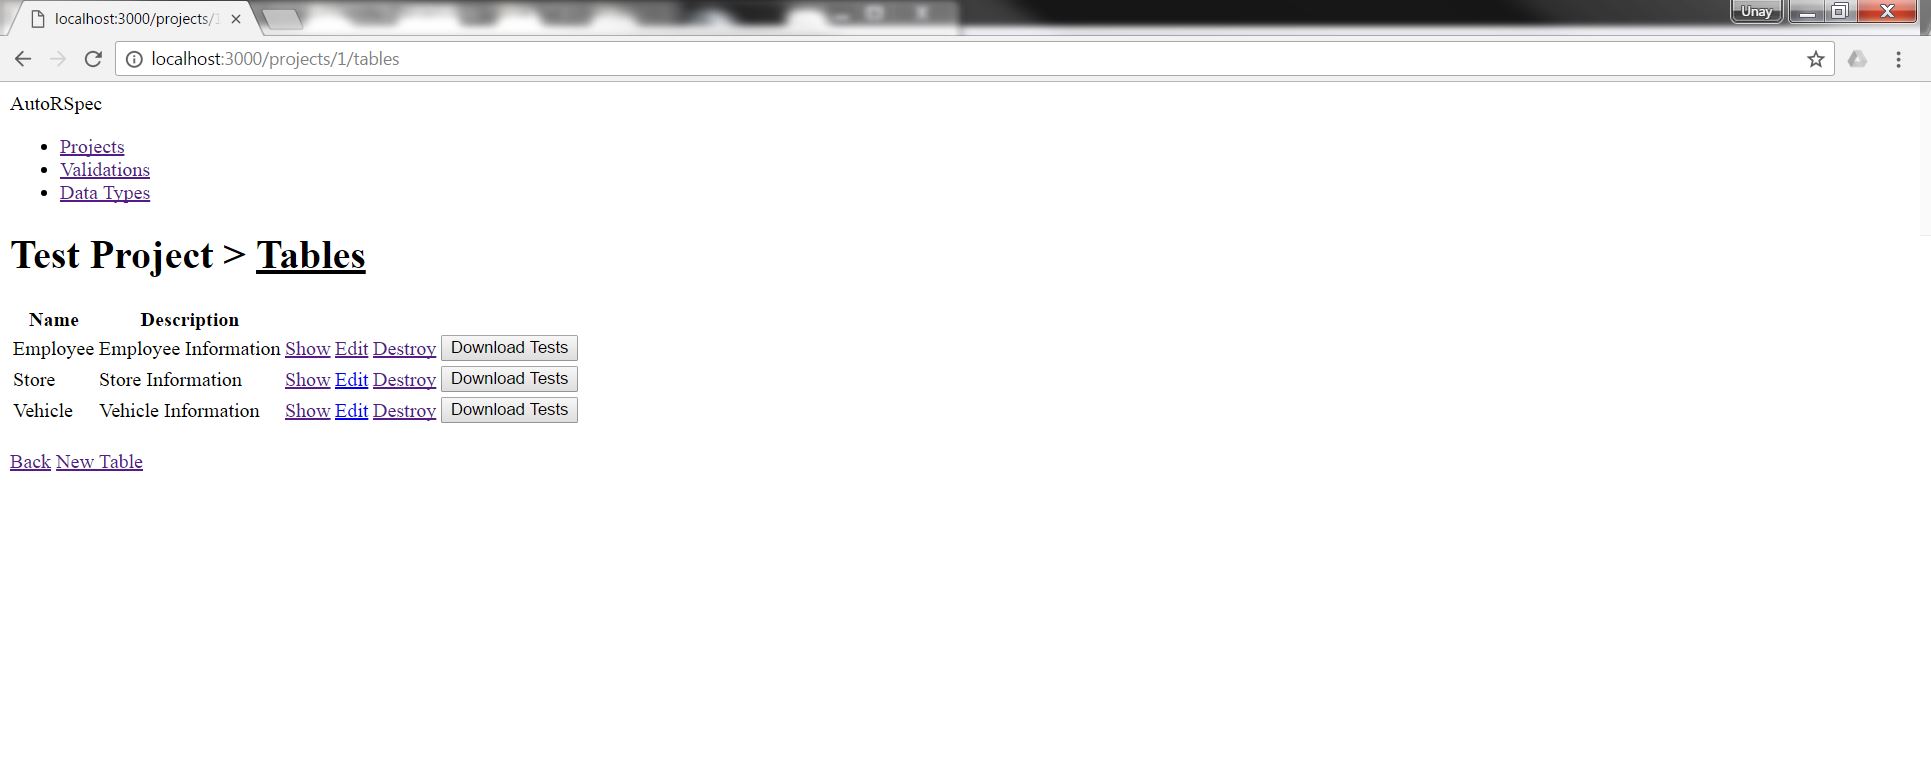 localhost:3000/projects/1
Unay
localhost:3000/projects/1/tables
AutoRSpec
Projects
Validations
Data Types
Test Project > Tables
Name Description
Employee Employee Information Show Edit Destroy Download Tests
Store Store Information Show Edit Destroy Download Tests
Vehicle Vehicle Information Show Edit Destroy Download Tests
Back New Table